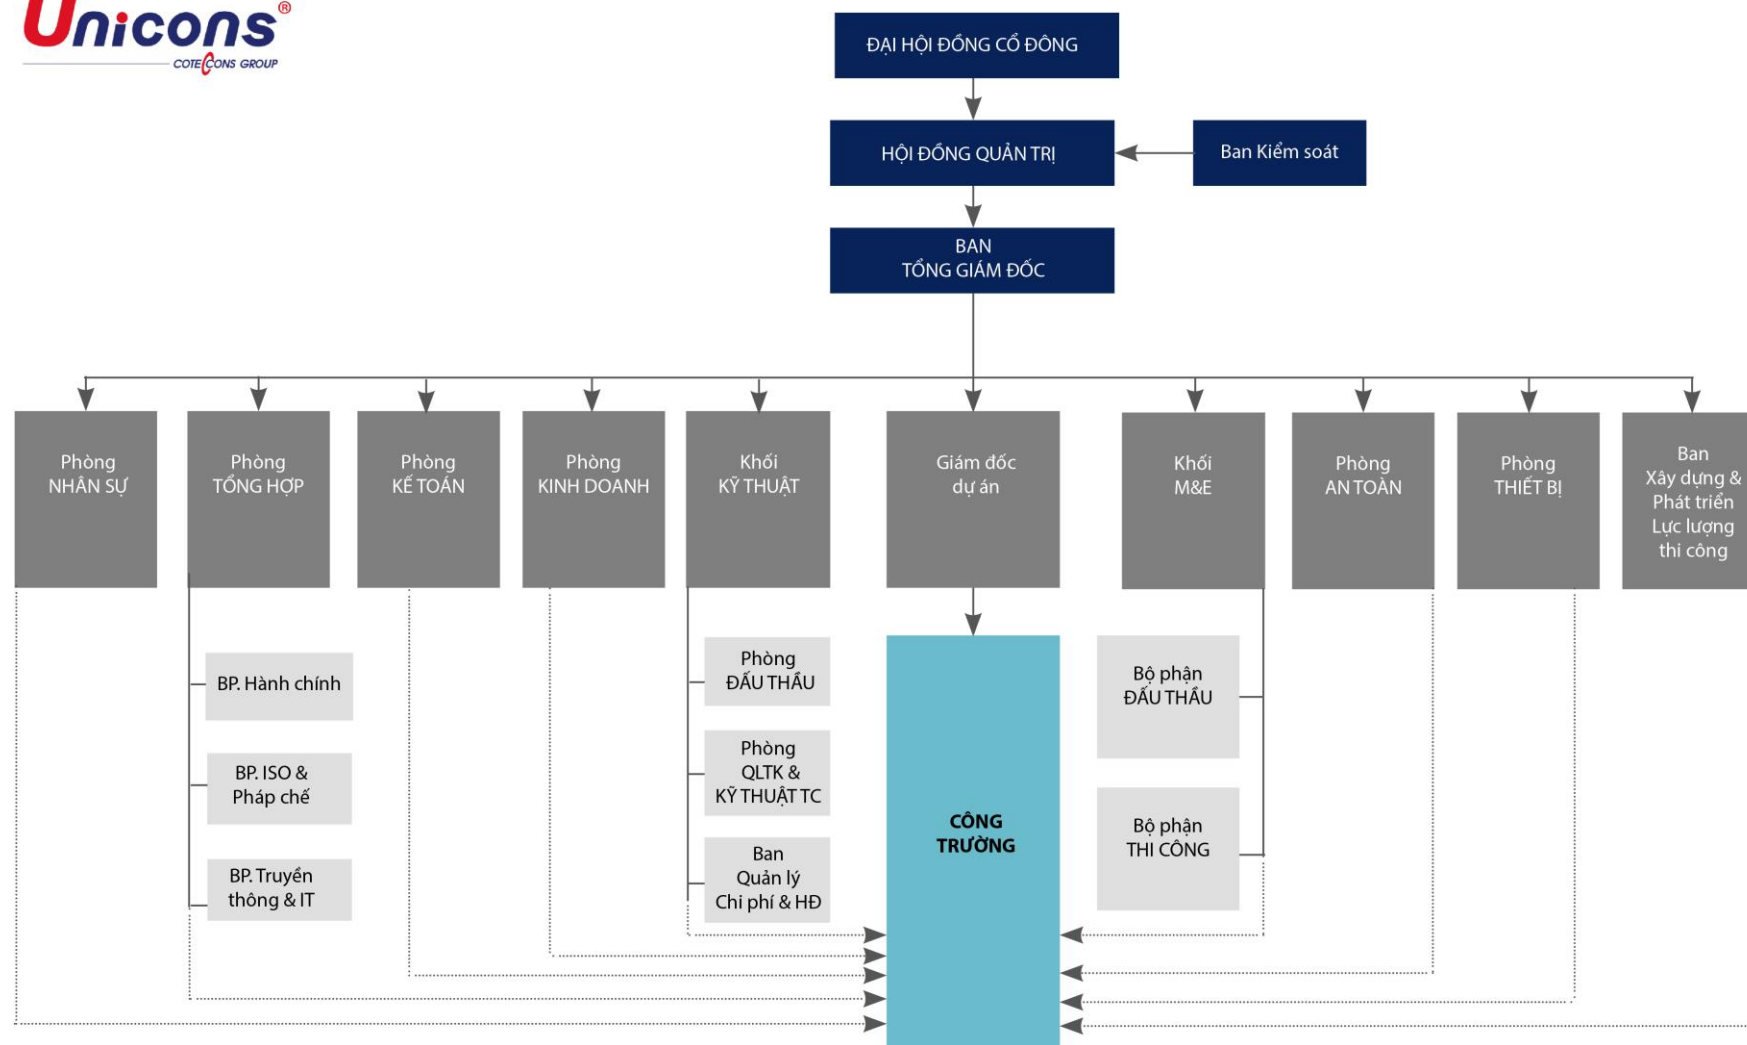 Unicons®
COTECCONS GROUP
ĐẠI HỘI ĐỒNG CỔ ĐÔNG
HỘI ĐỒNG QUẢN TRỊ
Ban Kiểm soát
BAN
TỔNG GIÁM ĐỐC
Phòng
NHÂN SỰ
Phòng
TỔNG HỢP
Phòng
KẾ TOÁN
Phòng
KINH DOANH
Khối
KỸ THUẬT
Giám đốc
dự án
Khối
M&E
Phòng
AN TOÀN
Phòng
THIẾT BỊ
Ban
Xây dựng &
Phát triển
Lực lượng
thi công
BP. Hành chính
BP. ISO &
Pháp chế
BP. Truyền
thông & IT
Phòng
ĐẤU THẦU
Phòng
QLTK &
KỸ THUẬT TC
Ban
Quản lý
Chi phí & HĐ
CÔNG
TRƯỜNG
Bộ phận
ĐẤU THẦU
Bộ phận
THI CÔNG